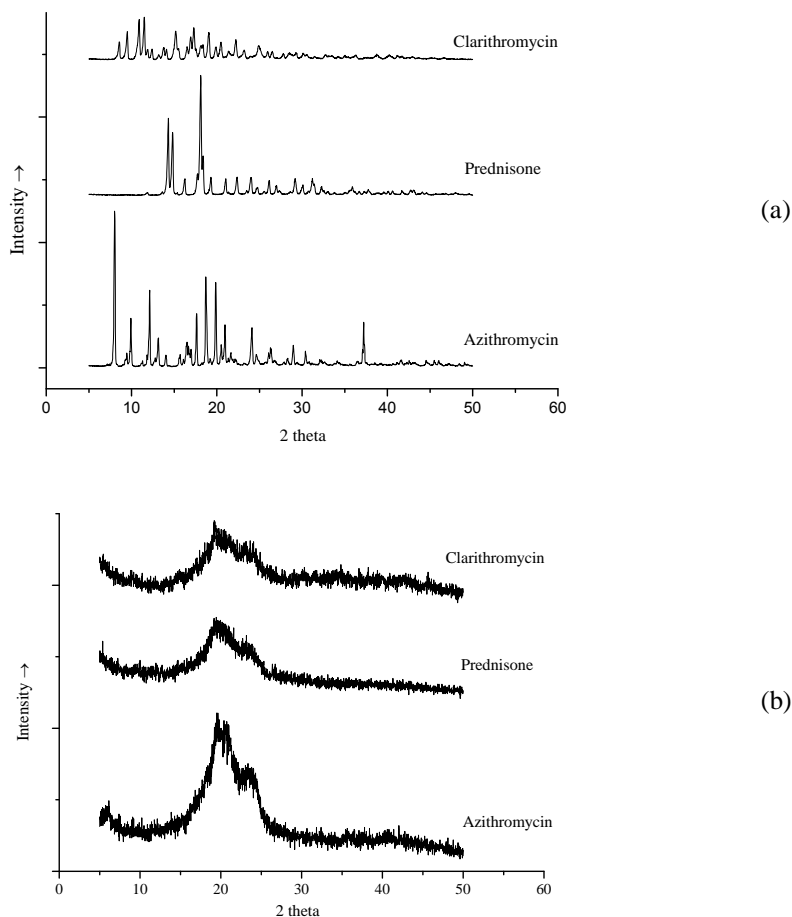 Clarithromycin
Prednisone
Azithromycin
Intensity →
0 10 20 30 40 50 60
2 theta
(a)
Clarithromycin
Prednisone
Azithromycin
Intensity →
0 10 20 30 40 50 60
2 theta
(b)